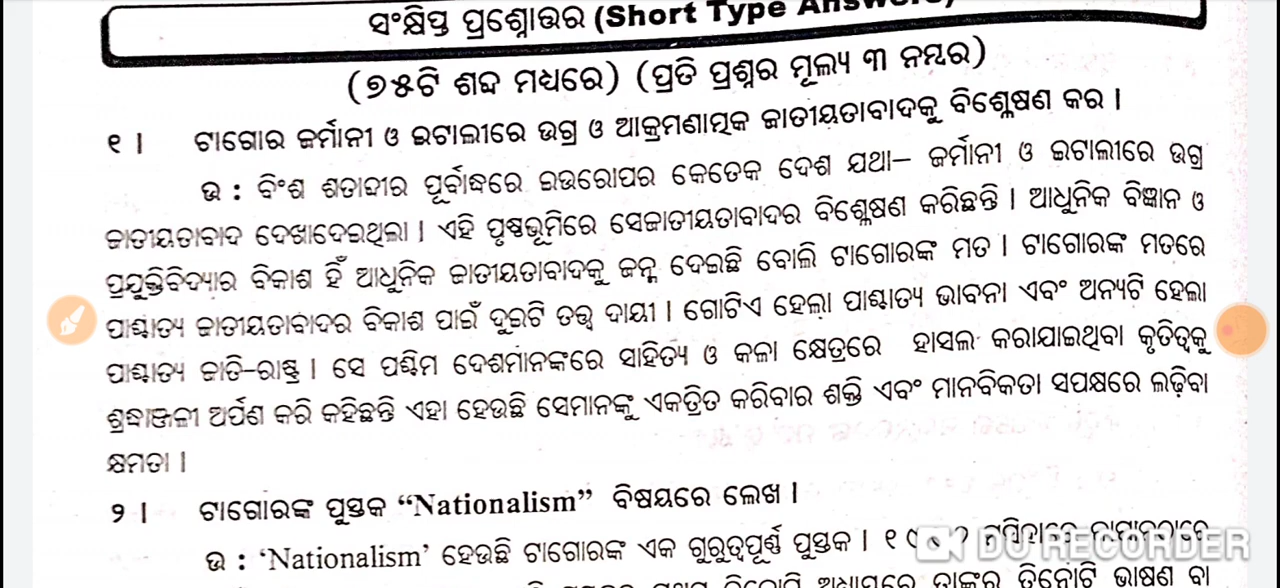 ସଂକ୍ଷିପ୍ତ ପ୍ରଶ୍ନୋତ୍ତର (Short Type Answers)
(୭୫ଟି ଶବ୍ଦ ମଧ୍ୟରେ) (ପ୍ରତି ପ୍ରଶ୍ନର ମୂଲ୍ୟ ୩ ନମ୍ବର)
୧ । ଟାଗୋର ଜର୍ମାନୀ ଓ ଇଟାଲୀରେ ଉଗ୍ର ଓ ଆକ୍ରମଣାତ୍ମକ ଜାତୀୟତାବାଦକୁ ବିଶ୍ଳେଷଣ କର ।
ଉ : ବିଂଶ ଶତାବ୍ଦୀର ପୂର୍ବାଦ୍ଧରେ ଇଉରୋପର କେତେକ ଦେଶ ଯଥା– ଜର୍ମାନୀ ଓ ଇଟାଲୀରେ ଉଗ୍ର
ଜାତୀୟତାବାଦ ଦେଖାଦେଇଥିଲା । ଏହି ପୃଷ୍ଠଭୂମିରେ ସେଜାତୀୟତାବାଦର ବିଶ୍ଳେଷଣ କରିଛନ୍ତି । ଆଧୁନିକ ବିଜ୍ଞାନ ଓ
ପ୍ରଯୁକ୍ତିବିଦ୍ୟାର ବିକାଶ ହିଁ ଆଧୁନିକ ଜାତୀୟତାବାଦକୁ ଜନ୍ମ ଦେଇଛି ବୋଲି ଟାଗୋରଙ୍କ ମତ । ଟାଗୋରଙ୍କ ମତରେ
ପାଶ୍ଚାତ୍ୟ ଜାତୀୟତାବାଦର ବିକାଶ ପାଇଁ ଦୁଇଟି ତତ୍ତ୍ୱ ଦାୟୀ । ଗୋଟିଏ ହେଲା ପାଶ୍ଚାତ୍ୟ ଭାବନା ଏବଂ ଅନ୍ୟଟି ହେଲା
ପାଶ୍ଚାତ୍ୟ ଜାତି–ରାଷ୍ଟ୍ର । ସେ ପଶ୍ଚିମ ଦେଶମାନଙ୍କରେ ସାହିତ୍ୟ ଓ କଳା କ୍ଷେତ୍ରରେ ହାସଲ କରାଯାଇଥିବା କୃତିତ୍ୱକୁ
ଶ୍ରଦ୍ଧାଞ୍ଜଳୀ ଅର୍ପଣ କରି କହିଛନ୍ତି ଏହା ହେଉଛି ସେମାନଙ୍କୁ ଏକତ୍ରିତ କରିବାର ଶକ୍ତି ଏବଂ ମାନବିକତା ସପକ୍ଷରେ ଲଢ଼ିବା
କ୍ଷମତା ।
୨ । ଟାଗୋରଙ୍କ ପୁସ୍ତକ “Nationalism” ବିଷୟରେ ଲେଖ ।
ଉ : ‘Nationalism’ ହେଉଛି ଟାଗୋରଙ୍କ ଏକ ଗୁରୁତ୍ୱପୂର୍ଣ୍ଣ ପୁସ୍ତକ ।
DU RECORDER
ତାଙ୍କର ତିନୋଟି ଭାଷଣ ବା